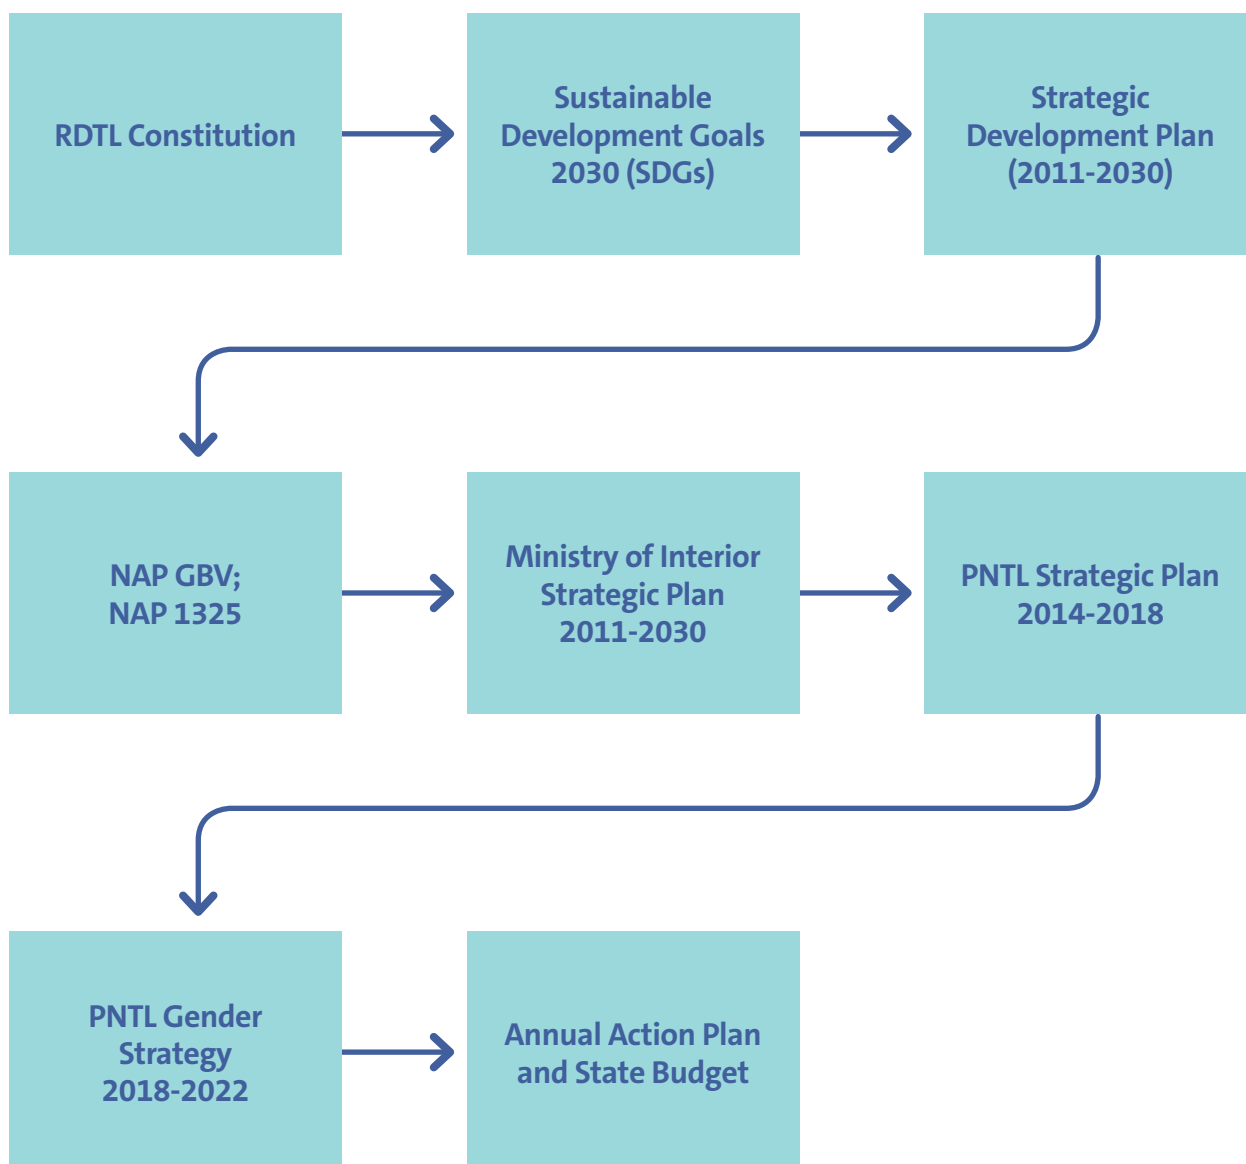 RDTL Constitution
Sustainable
Development Goals
2030 (SDGs)
Strategic
Development Plan
(2011-2030)
NAP GBV;
NAP 1325
Ministry of Interior
Strategic Plan
2011-2030
PNTL Strategic Plan
2014-2018
PNTL Gender
Strategy
2018-2022
Annual Action Plan
and State Budget